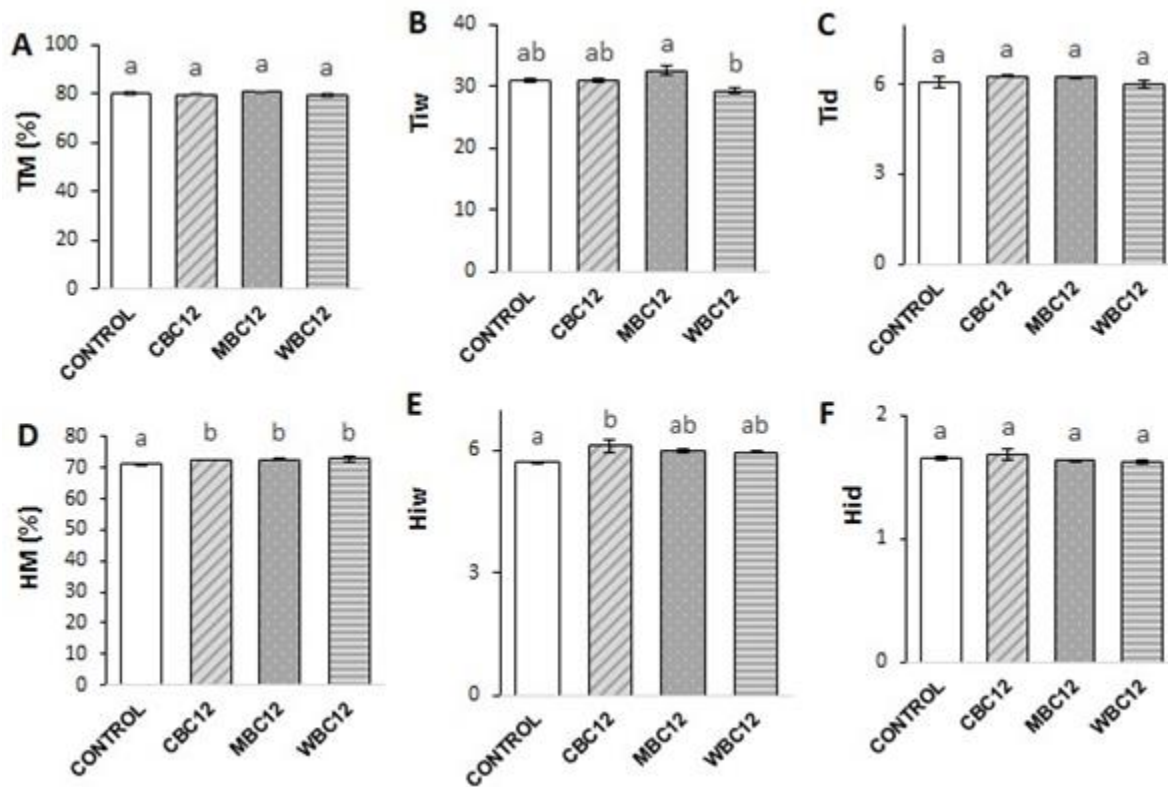 A
TM (%)
100
80
60
40
20
0
a a a a
CONTROL CBC12 MBC12 WBC12
B
Tiw
40
30
20
10
0
ab ab a b
CONTROL CBC12 MBC12 WBC12
C
Tid
6
3
0
a a a a
CONTROL CBC12 MBC12 WBC12
D
HM (%)
80
70
60
50
40
30
20
10
0
a b b b
CONTROL CBC12 MBC12 WBC12
E
Hiw
6
3
0
a b ab ab
CONTROL CBC12 MBC12 WBC12
F
Hid
2
1
0
a a a a
CONTROL CBC12 MBC12 WBC12